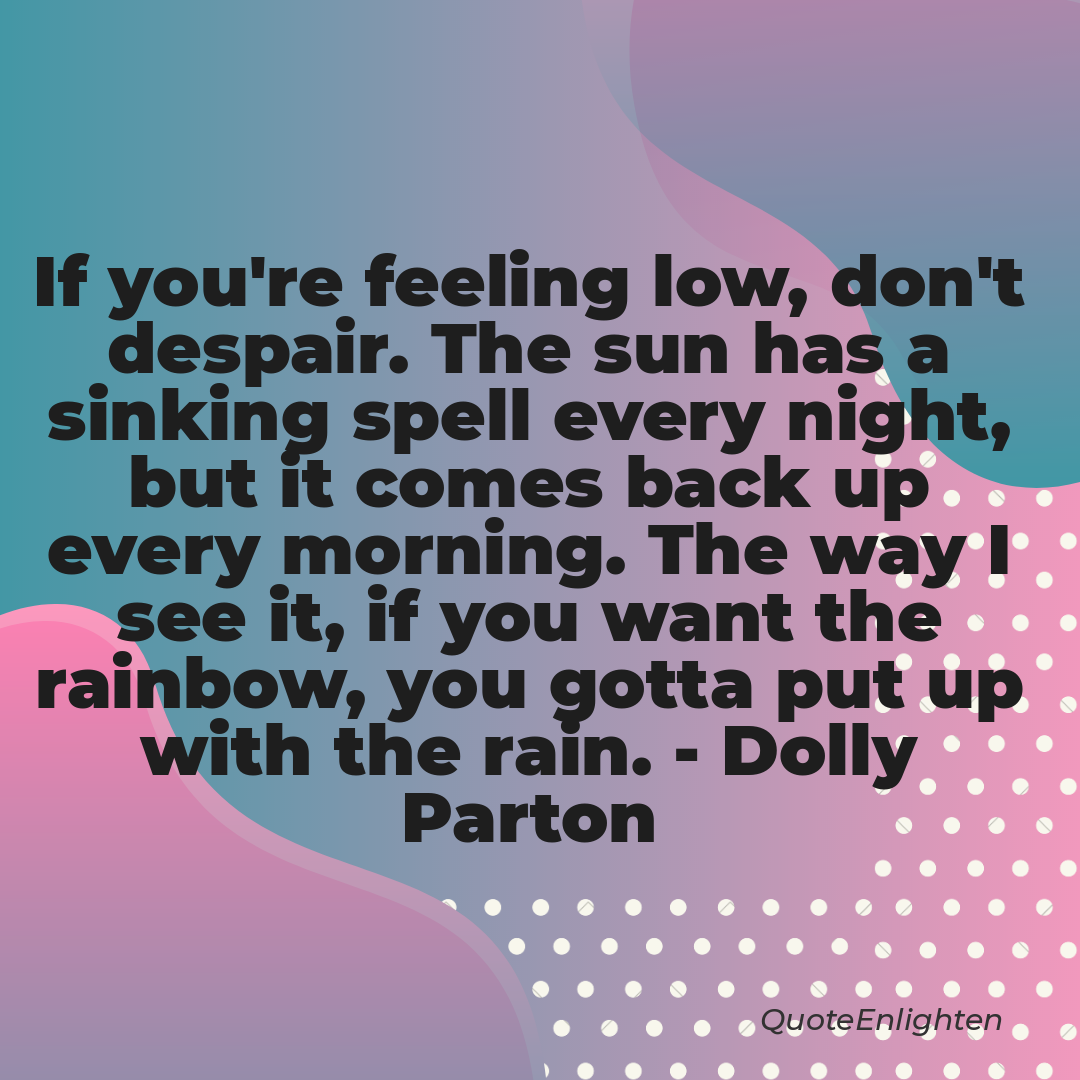 If you're feeling low, don't
despair. The sun has a
sinking spell every night,
but it comes back up
every morning. The way I
see it, if you want the
rainbow, you gotta put up
with the rain. - Dolly
Parton
QuoteEnlighten